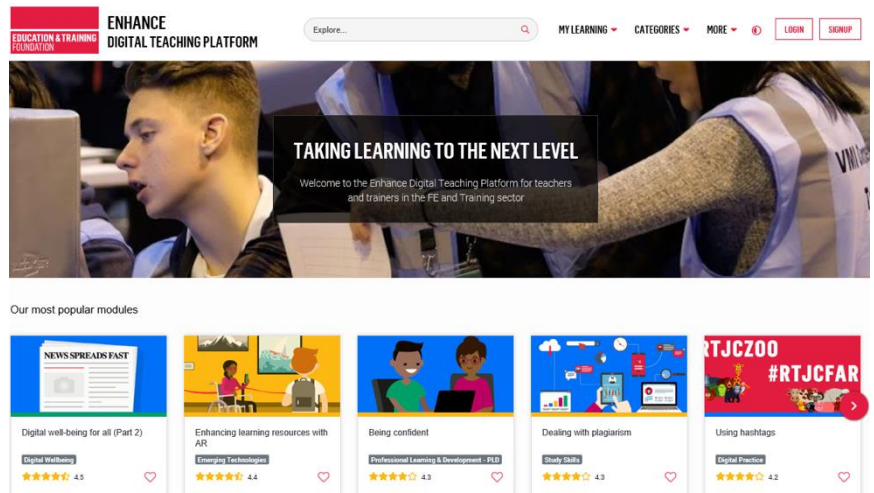 EDUCATION & TRAINING
FOUNDATION
ENHANCE
DIGITAL TEACHING PLATFORM
Explore...
MY LEARNING
CATEGORIES
MORE
LOGIN
SIGNUP
VMI
TAKING LEARNING TO THE NEXT LEVEL
Welcome to the Enhance Digital Teaching Platform for teachers
and trainers in the FE and Training sector
Our most popular modules
NEWS SPREADS FAST
RTJCZOO
#RTJCFAR
Digital well-being for all (Part 2)
Digital Wellbeing
4.5
Enhancing learning resources with
AR
Emerging Technologies
4.4
Being confident
Professional Learning & Development - PLD
4.3
Dealing with plagiarism
Study Skills
4.3
Using hashtags
Digital Practice
4.2